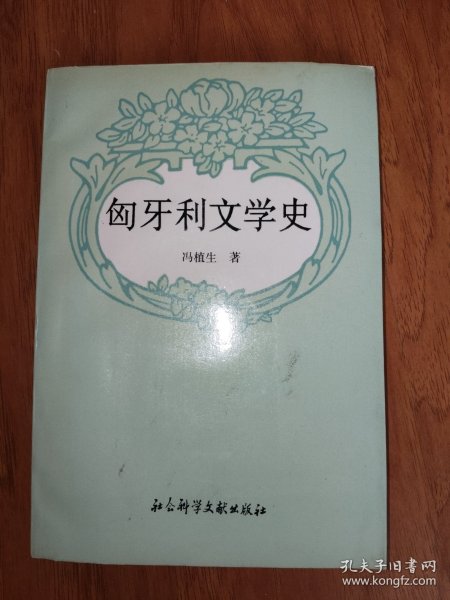 匈牙利文学史
冯植生 著
社会科学文献出版社
孔夫子旧书网
www.kongfz.com